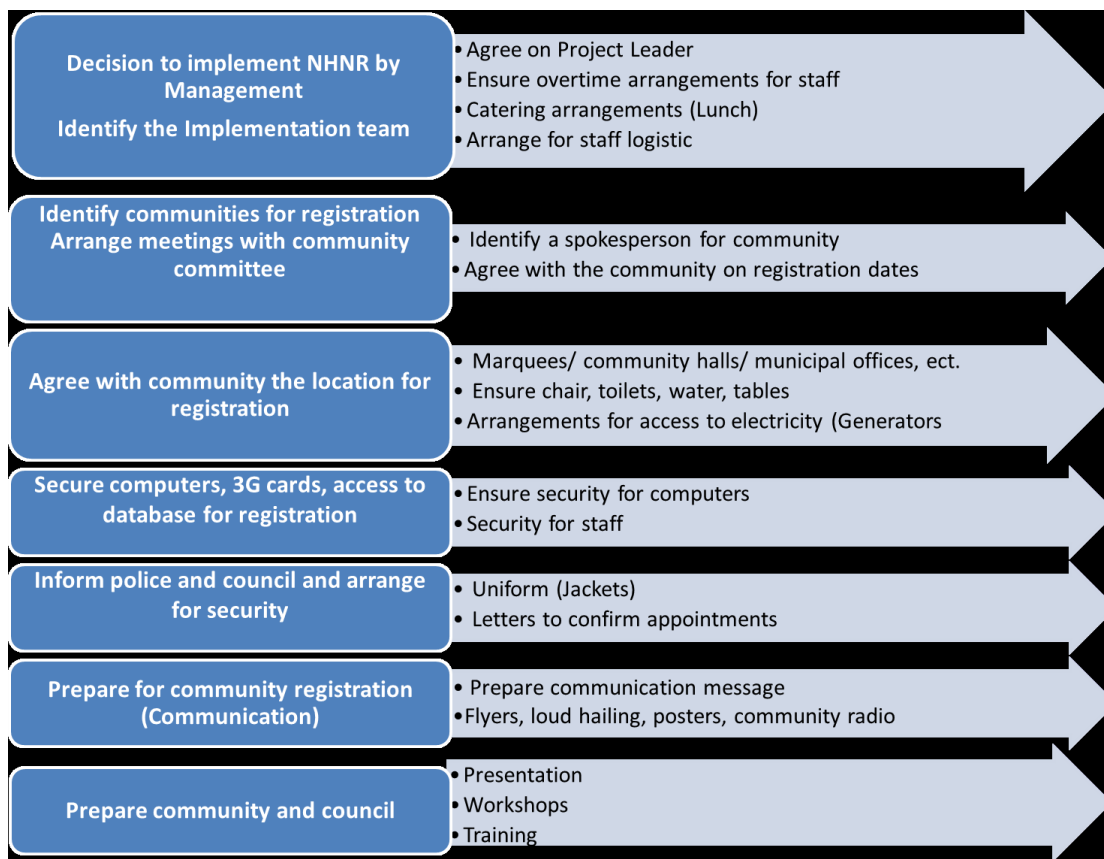 Decision to implement NHNR by
Management
Identify the Implementation team
• Agree on Project Leader
• Ensure overtime arrangements for staff
• Catering arrangements (Lunch)
• Arrange for staff logistic
Identify communities for registration
Arrange meetings with community
committee
• Identify a spokesperson for community
• Agree with the community on registration dates
Agree with community the location for
registration
• Marquees/ community halls/ municipal offices, ect.
• Ensure chair, toilets, water, tables
• Arrangements for access to electricity (Generators
Secure computers, 3G cards, access to
database for registration
• Ensure security for computers
• Security for staff
Inform police and council and arrange
for security
• Uniform (Jackets)
• Letters to confirm appointments
Prepare for community registration
(Communication)
• Prepare communication message
• Flyers, loud hailing, posters, community radio
Prepare community and council
• Presentation
• Workshops
• Training